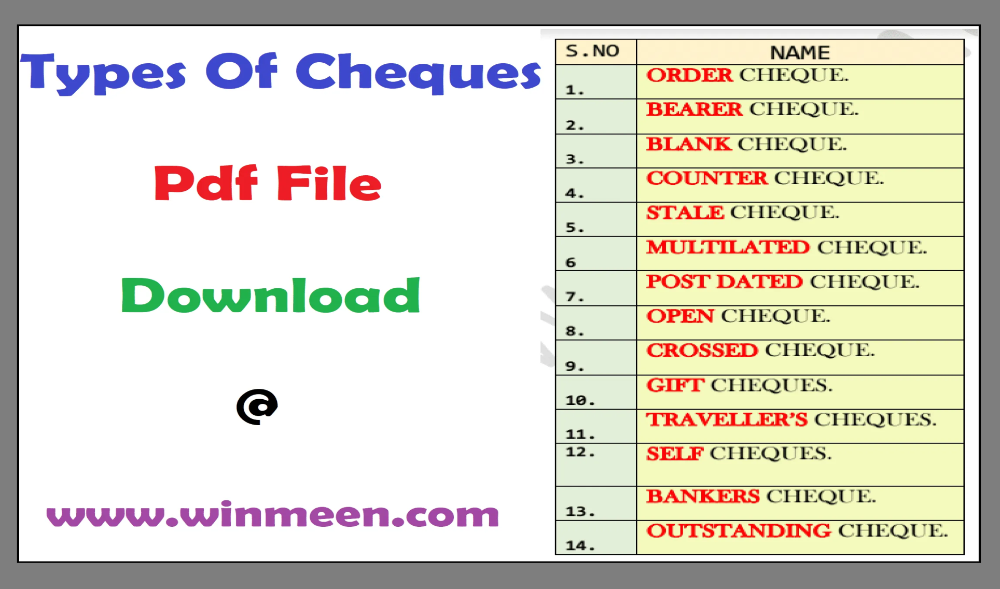 Types Of Cheques
Pdf File
Download
@
www.winmeen.com
S.NO NAME
1. ORDER CHEQUE.
2. BEARER CHEQUE.
3. BLANK CHEQUE.
4. COUNTER CHEQUE.
5. STALE CHEQUE.
6 MULTILATED CHEQUE.
7. POST DATED CHEQUE.
8. OPEN CHEQUE.
9. CROSSED CHEQUE.
10. GIFT CHEQUES.
11. TRAVELLER’S CHEQUES.
12. SELF CHEQUES.
13. BANKERS CHEQUE.
14. OUTSTANDING CHEQUE.